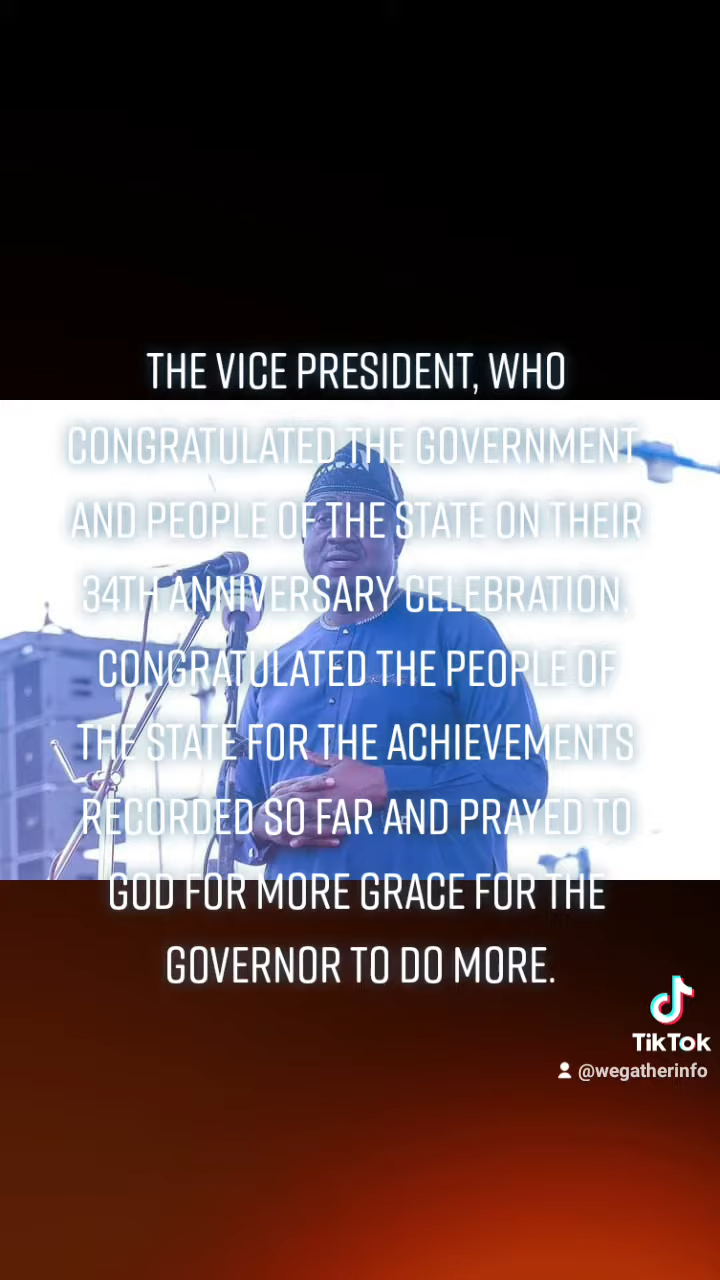 THE VICE PRESIDENT, WHO
CONGRATULATED THE GOVERNMENT
AND PEOPLE OF THE STATE ON THEIR
34TH ANNIVERSARY CELEBRATION,
CONGRATULATED THE PEOPLE OF
THE STATE FOR THE ACHIEVEMENTS
RECORDED SO FAR AND PRAYED TO
GOD FOR MORE GRACE FOR THE
GOVERNOR TO DO MORE.
TikTok
@wegatherinfo